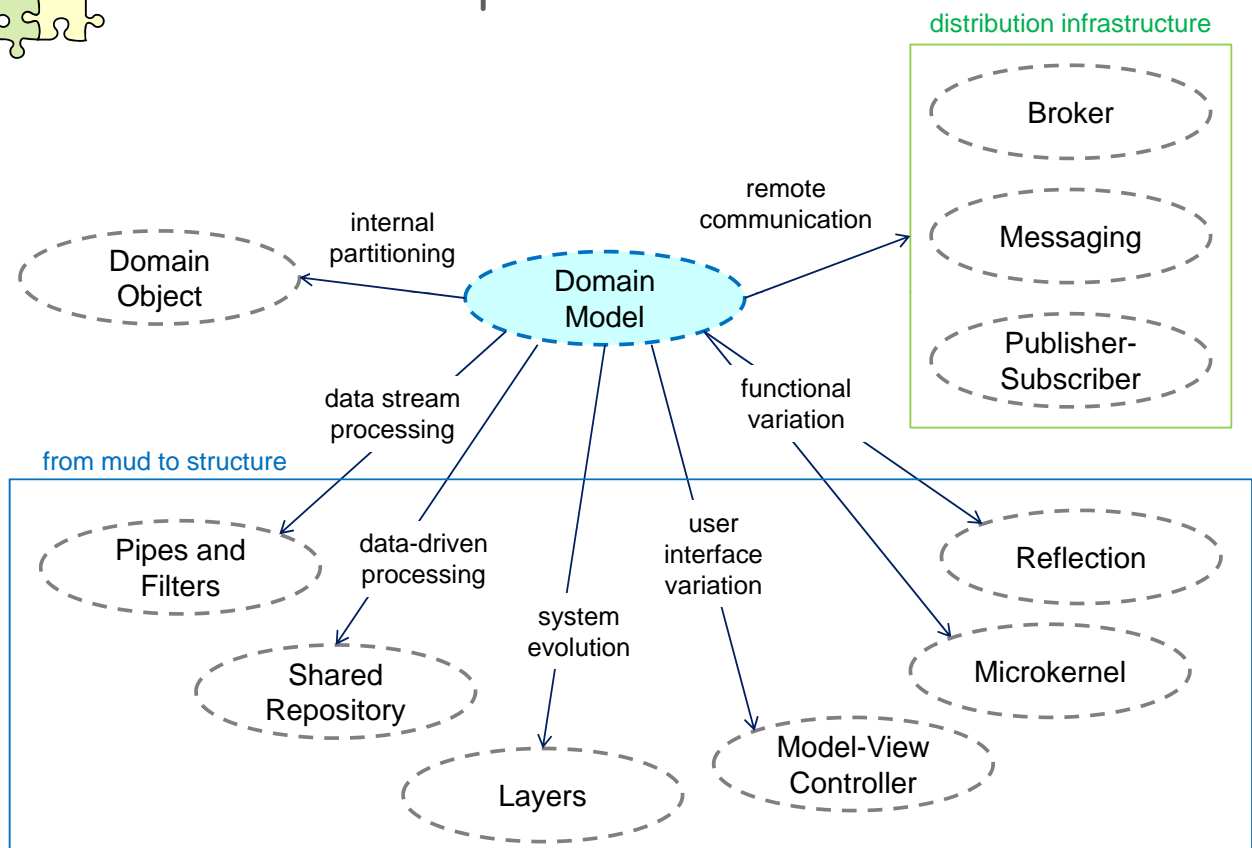 distribution infrastructure
Broker
Messaging
Publisher-
Subscriber
remote
communication
internal
partitioning
Domain
Object
Domain
Model
data stream
processing
functional
variation
from mud to structure
Pipes and
Filters
data-driven
processing
user
interface
variation
Reflection
system
evolution
Shared
Repository
Microkernel
Layers
Model-View
Controller